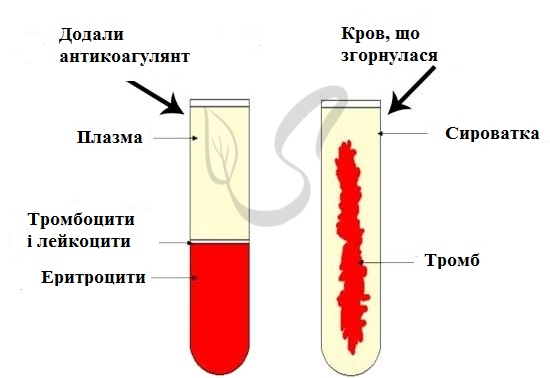 Додали
антикоагулянт
Кров, що
згорнулася
Плазма
Сироватка
Тромбоцити
і лейкоцити
Еритроцити
Тромб